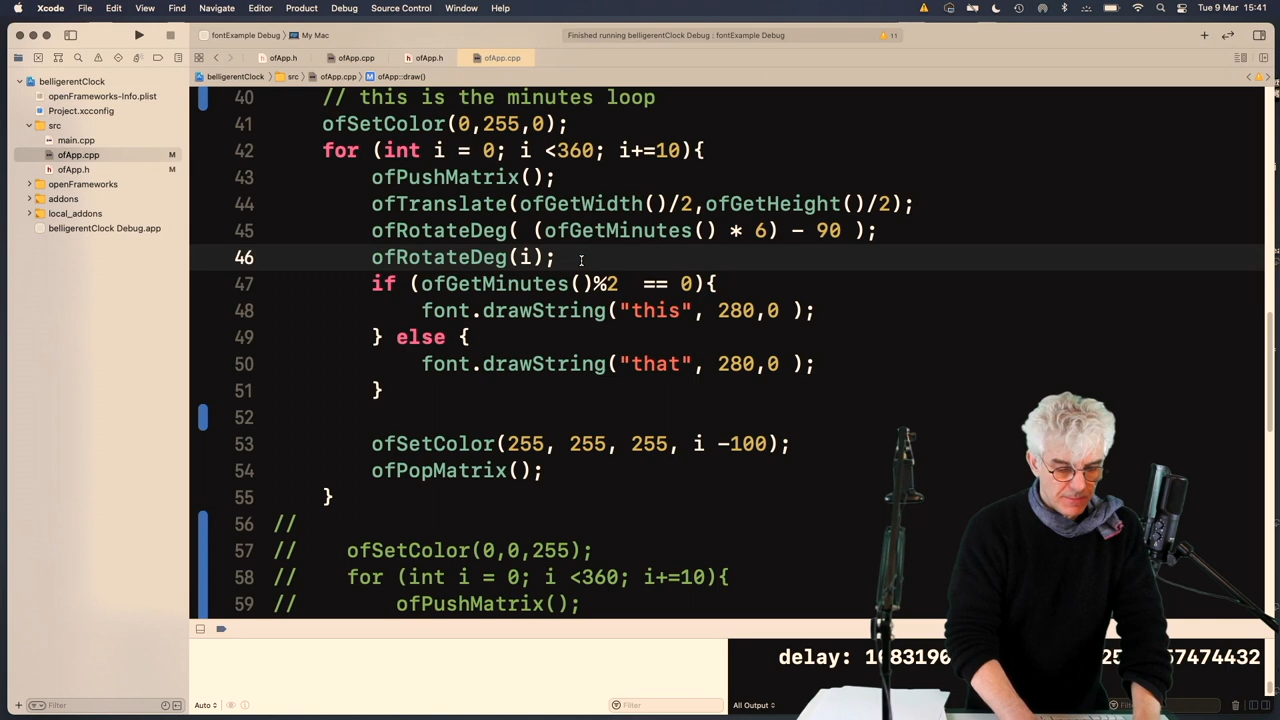 Xcode File Edit View Find Navigate Editor Product Debug Source Control Window Help Tue 9 Mar 15:41
fontExample Debug My Mac Finished running belligerentClock Debug : fontExample Debug 11
ofApp.h ofApp.cpp ofApp.h ofApp.cpp
belligerentClock src ofApp.cpp M ofApp::draw()
belligerentClock
openFrameworks-Info.plist
Project.xcconfig
src
main.cpp
ofApp.cpp M
ofApp.h M
openFrameworks
addons
local_addons
belligerentClock Debug.app
40 // this is the minutes loop
41 ofSetColor(0,255,0);
42 for (int i = 0; i <360; i+=10){
43 ofPushMatrix();
44 ofTranslate(ofGetWidth()/2,ofGetHeight()/2);
45 ofRotateDeg( (ofGetMinutes() * 6) - 90 );
46 ofRotateDeg(i);
47 if (ofGetMinutes()%2 == 0){
48 font.drawString("this", 280,0 );
49 } else {
50 font.drawString("that", 280,0 );
51 }
52
53 ofSetColor(255, 255, 255, i -100);
54 ofPopMatrix();
55 }
56 //
57 // ofSetColor(0,0,255);
58 // for (int i = 0; i <360; i+=10){
59 // ofPushMatrix();
delay:
Filter Auto Filter All Output